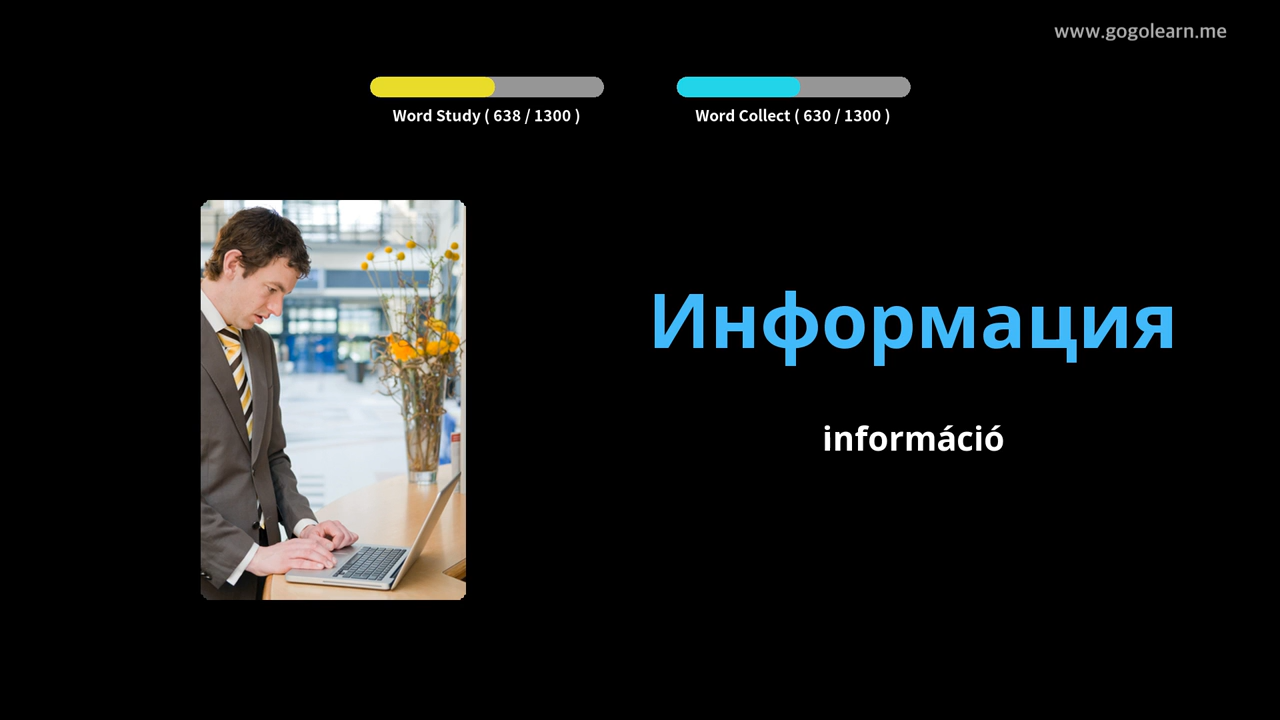 www.gogolearn.me
Word Study ( 638 / 1300 )
Word Collect ( 630 / 1300 )
Информация
információ